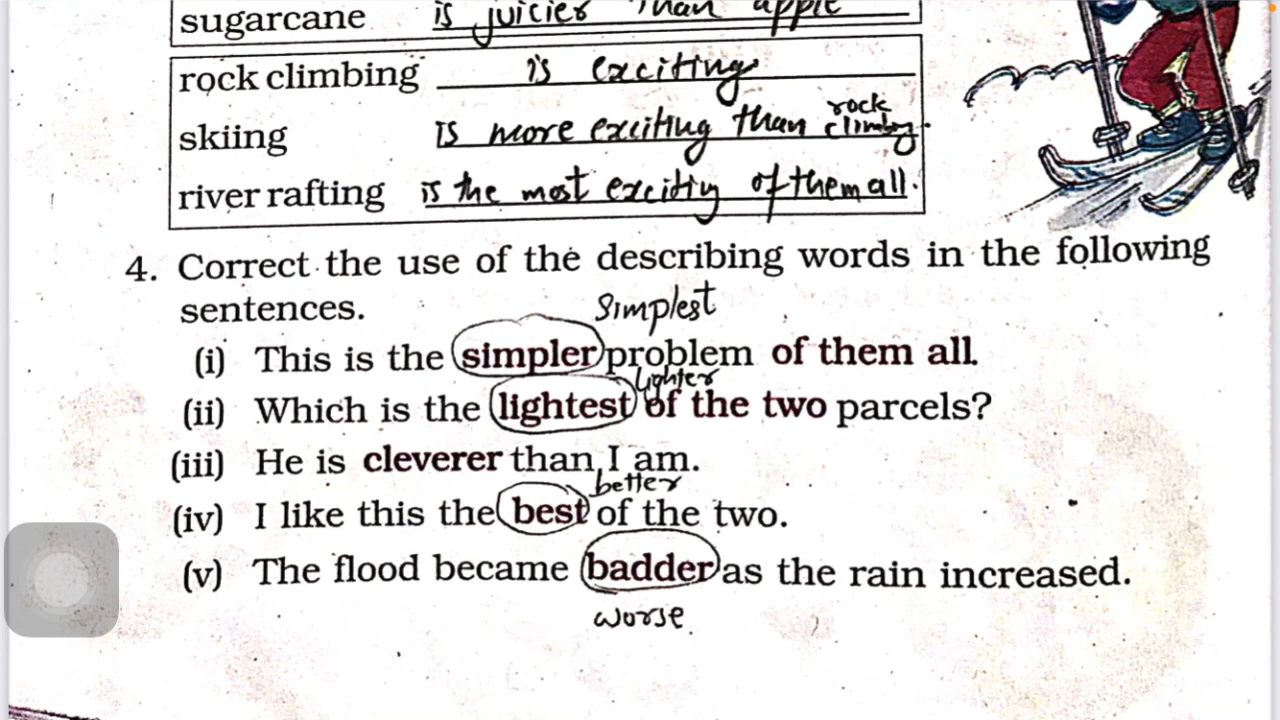 sugarcane is juicier than apple
rock climbing is exciting
skiing is more exciting than rock climbing.
river rafting is the most exciting of them all.
4. Correct the use of the describing words in the following
sentences.
simplest
(i) This is the simpler problem of them all.
lighter
(ii) Which is the lightest of the two parcels?
(iii) He is cleverer than I am.
better
(iv) I like this the best of the two.
(v) The flood became badder as the rain increased.
worse.